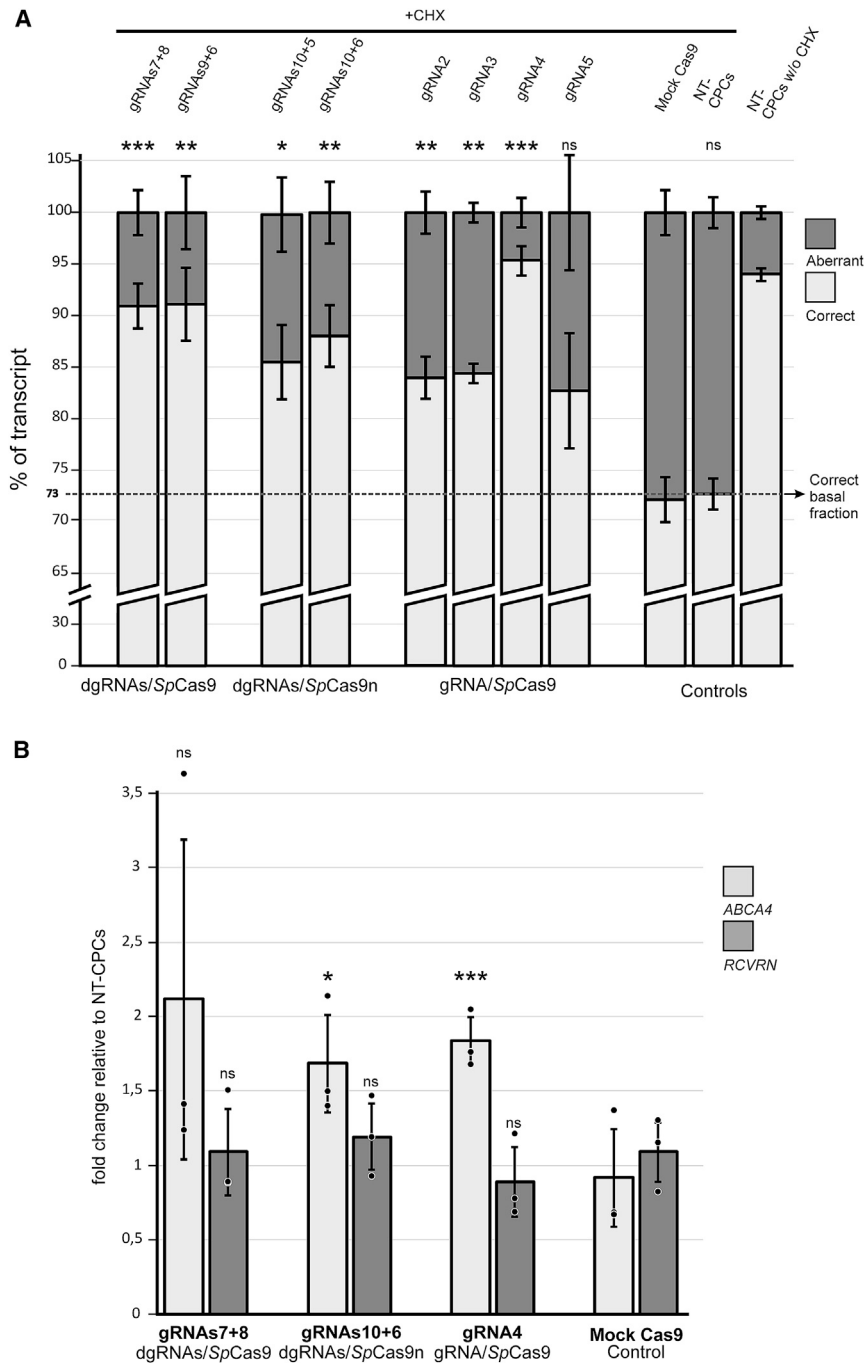 A
+CHX
gRNAs7+8
gRNAs9+6
gRNAs10+5
gRNAs10+6
gRNA2
gRNA3
gRNA4
gRNA5
Mock Cas9
NT-
CPCs
NT-
CPCs w/o CHX
*** ** * ** ** ** *** ns ns
% of transcript
105
100
95
90
85
80
75
73
70
65
30
0
Aberrant
Correct
Correct
basal
fraction
dgRNAs/SpCas9 dgRNAs/SpCas9n gRNA/SpCas9 Controls
B
fold change relative to NT-CPCs
3,5
3
2,5
2
1,5
1
0,5
0
ns
ns
*
ns
***
ns
ABCA4
RCVRN
gRNAs7+8 gRNAs10+6 gRNA4 Mock Cas9
dgRNAs/SpCas9 dgRNAs/SpCas9n gRNA/SpCas9 Control